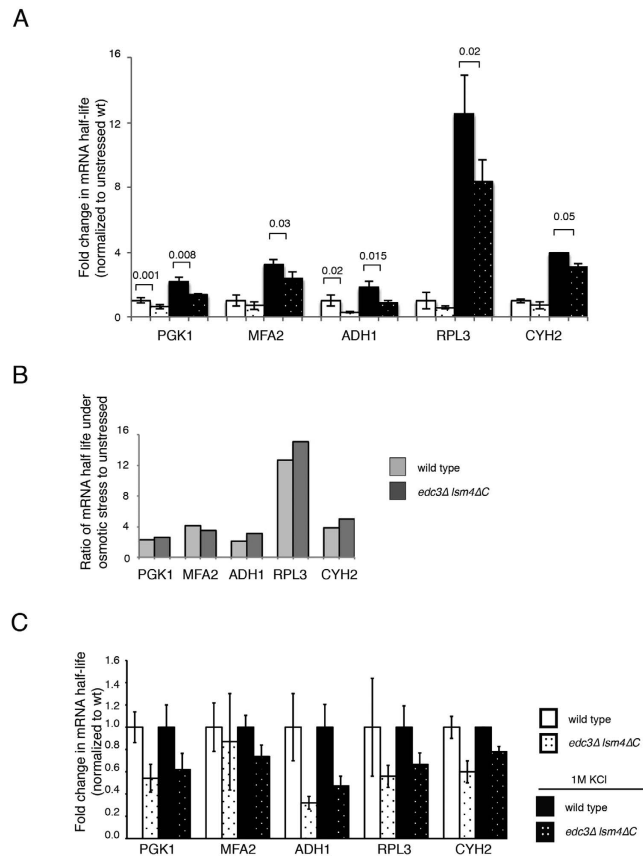 A
Fold change in mRNA half-life
(normalized to unstressed wt)
16
12
8
4
0
0.001
0.008
0.03
0.02
0.015
0.02
0.05
PGK1 MFA2 ADH1 RPL3 CYH2
B
Ratio of mRNA half life under
osmotic stress to unstressed
16
12
8
4
0
PGK1 MFA2 ADH1 RPL3 CYH2
wild type
edc3Δ lsm4ΔC
C
Fold change in mRNA half-life
(normalized to wt)
1.6
1.4
1.2
1.0
0.8
0.6
0.4
0.2
0.0
PGK1 MFA2 ADH1 RPL3 CYH2
wild type
edc3Δ lsm4ΔC
1M KCl
wild type
edc3Δ lsm4ΔC